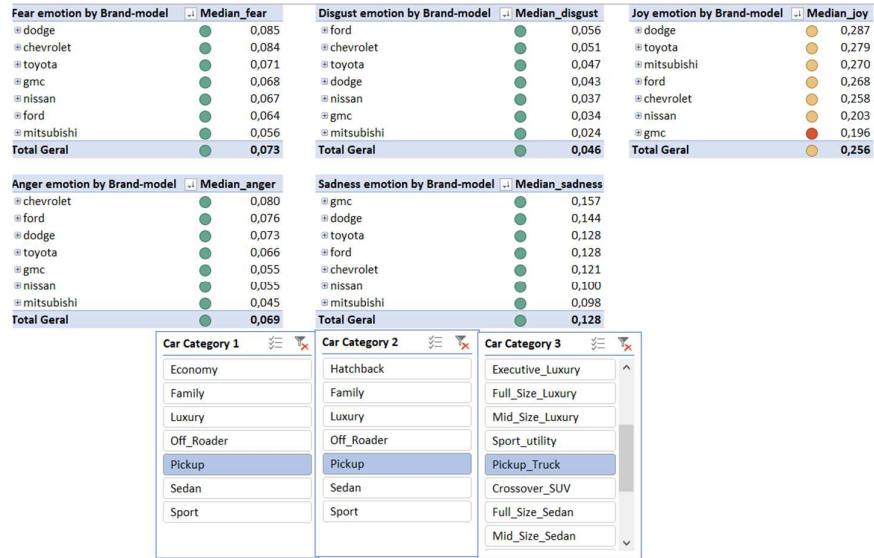 Fear emotion by Brand-model Median_fear
dodge 0,085
chevrolet 0,084
toyota 0,071
gmc 0,068
nissan 0,067
ford 0,064
mitsubishi 0,056
Total Geral 0,073
Disgust emotion by Brand-model Median_disgust
ford 0,056
chevrolet 0,051
toyota 0,047
dodge 0,043
nissan 0,037
gmc 0,034
mitsubishi 0,024
Total Geral 0,046
Joy emotion by Brand-model Median_joy
dodge 0,287
toyota 0,279
mitsubishi 0,270
ford 0,268
chevrolet 0,258
nissan 0,203
gmc 0,196
Total Geral 0,256
Anger emotion by Brand-model Median_anger
chevrolet 0,080
ford 0,076
dodge 0,073
toyota 0,066
gmc 0,055
nissan 0,055
mitsubishi 0,045
Total Geral 0,069
Sadness emotion by Brand-model Median_sadness
gmc 0,157
dodge 0,144
toyota 0,128
ford 0,128
chevrolet 0,121
nissan 0,100
mitsubishi 0,098
Total Geral 0,128
Car Category 1
Economy
Family
Luxury
Off_Roader
Pickup
Sedan
Sport
Car Category 2
Hatchback
Family
Luxury
Off_Roader
Pickup
Sedan
Sport
Car Category 3
Executive_Luxury
Full_Size_Luxury
Mid_Size_Luxury
Sport_utility
Pickup_Truck
Crossover_SUV
Full_Size_Sedan
Mid_Size_Sedan